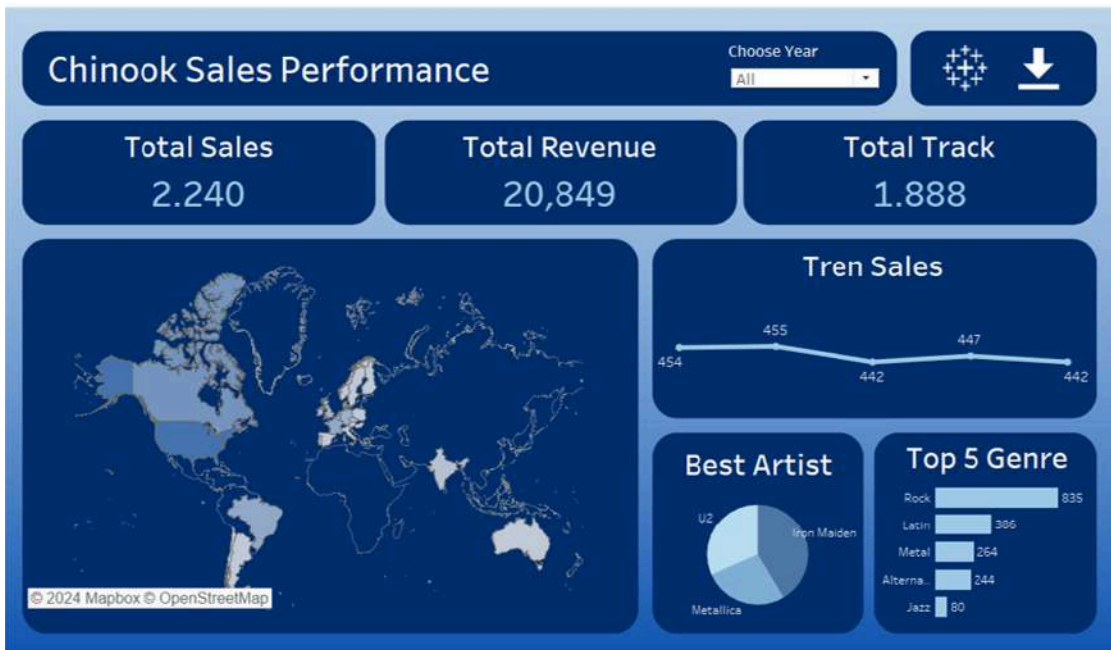 Chinook Sales Performance
Choose Year
All
Total Sales
2.240
Total Revenue
20,849
Total Track
1.888
© 2024 Mapbox © OpenStreetMap
Tren Sales
454
455
442
447
442
Best Artist
U2
Iron Maiden
Metallica
Top 5 Genre
Rock 835
Latin 386
Metal 264
Alterna.. 244
Jazz 80